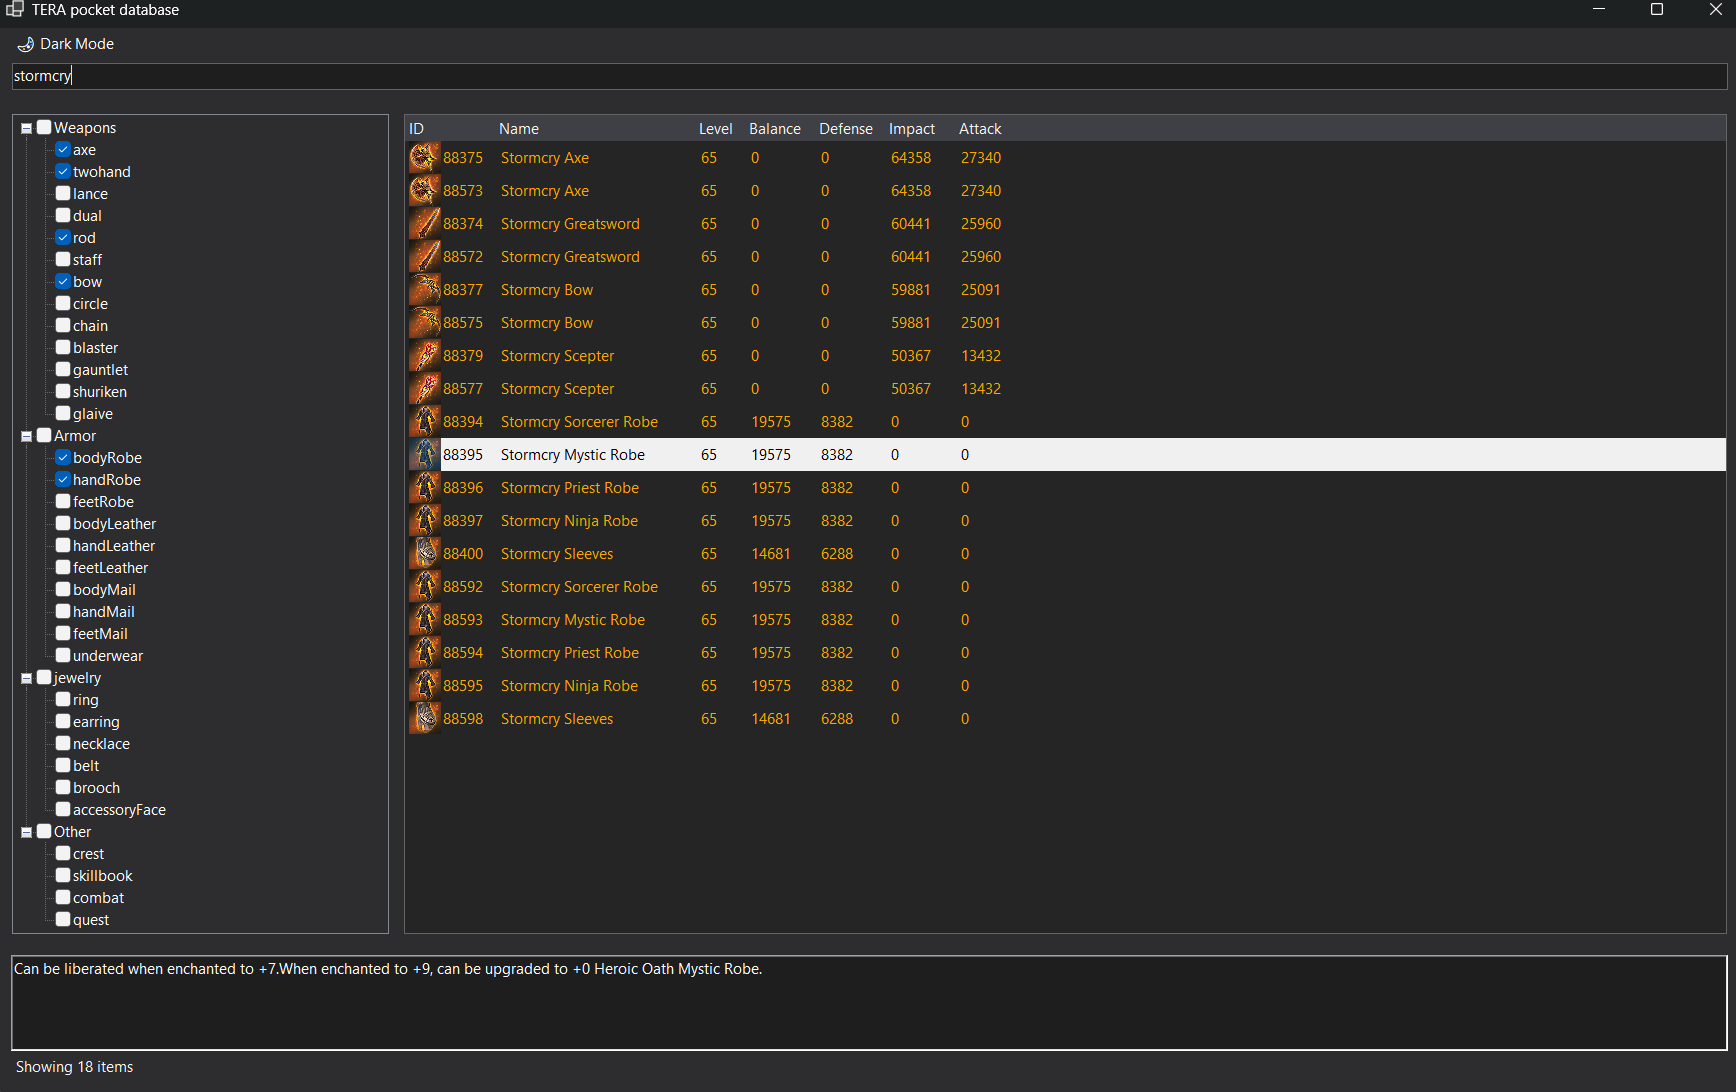 TERA pocket database
Dark Mode
stormcry
Weapons
axe
twohand
lance
dual
rod
staff
bow
circle
chain
blaster
gauntlet
shuriken
glaive
Armor
bodyRobe
handRobe
feetRobe
bodyLeather
handLeather
feetLeather
bodyMail
handMail
feetMail
underwear
jewelry
ring
earring
necklace
belt
brooch
accessoryFace
Other
crest
skillbook
combat
quest
ID Name Level Balance Defense Impact Attack
88375 Stormcry Axe 65 0 0 64358 27340
88573 Stormcry Axe 65 0 0 64358 27340
88374 Stormcry Greatsword 65 0 0 60441 25960
88572 Stormcry Greatsword 65 0 0 60441 25960
88377 Stormcry Bow 65 0 0 59881 25091
88575 Stormcry Bow 65 0 0 59881 25091
88379 Stormcry Scepter 65 0 0 50367 13432
88577 Stormcry Scepter 65 0 0 50367 13432
88394 Stormcry Sorcerer Robe 65 19575 8382 0 0
88395 Stormcry Mystic Robe 65 19575 8382 0 0
88396 Stormcry Priest Robe 65 19575 8382 0 0
88397 Stormcry Ninja Robe 65 19575 8382 0 0
88400 Stormcry Sleeves 65 14681 6288 0 0
88592 Stormcry Sorcerer Robe 65 19575 8382 0 0
88593 Stormcry Mystic Robe 65 19575 8382 0 0
88594 Stormcry Priest Robe 65 19575 8382 0 0
88595 Stormcry Ninja Robe 65 19575 8382 0 0
88598 Stormcry Sleeves 65 14681 6288 0 0
Can be liberated when enchanted to +7.When enchanted to +9, can be upgraded to +0 Heroic Oath Mystic Robe.
Showing 18 items